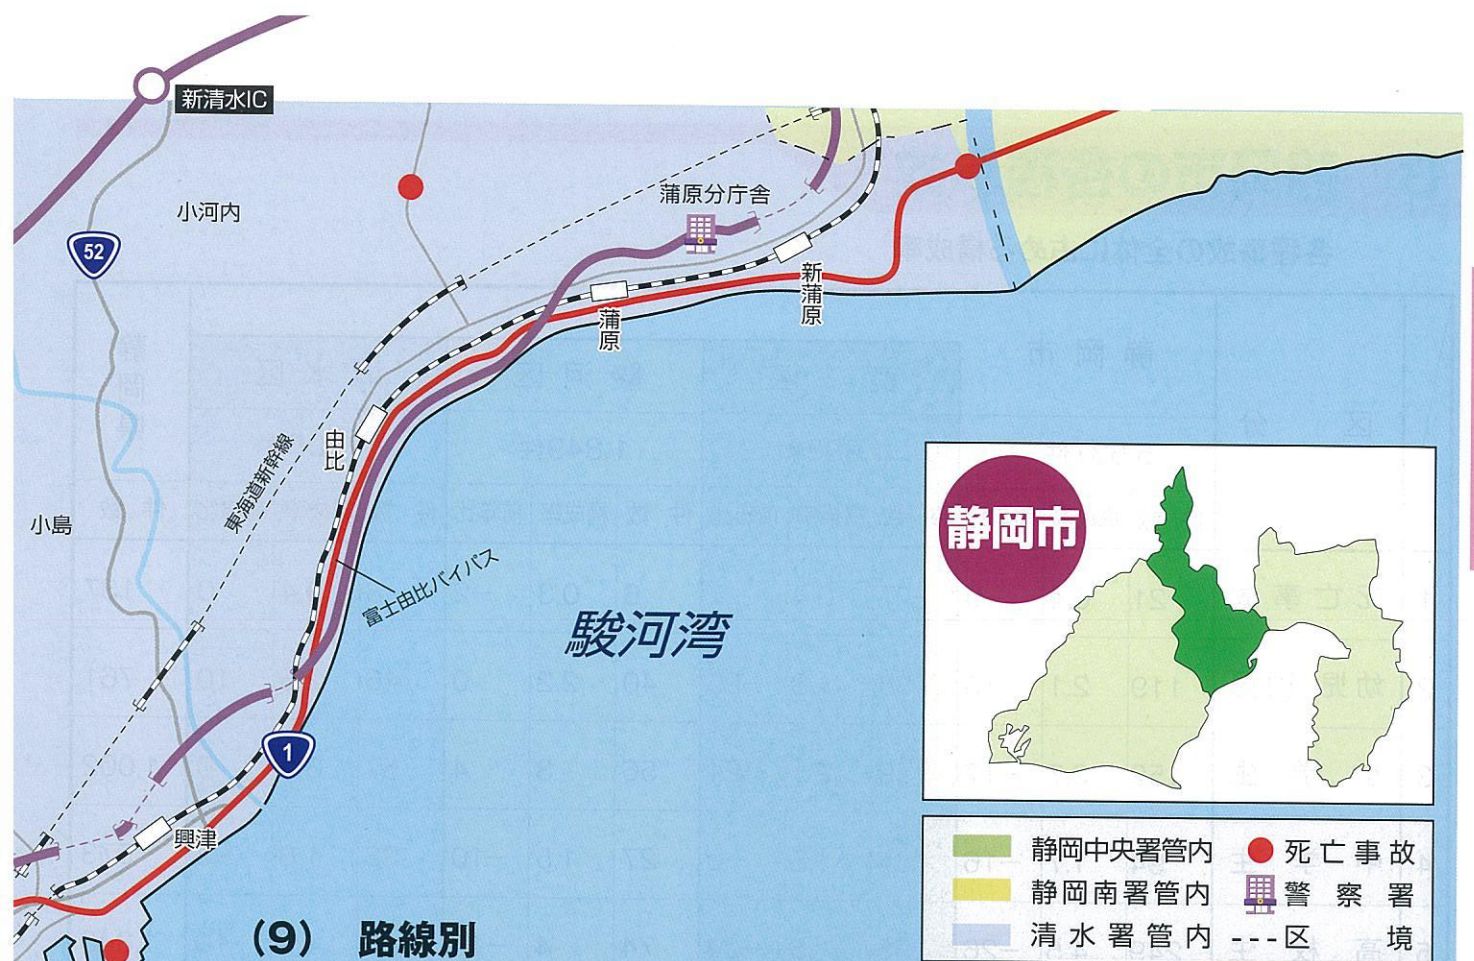 新清水IC
小河内
52
蒲原分庁舎
新蒲原
蒲原
由比
東海道新幹線
小島
富士由比バイパス
駿河湾
静岡市
1
興津
静岡中央署管内
死亡事故
静岡南署管内
警察署
清水署管内
区境
(9) 路線別